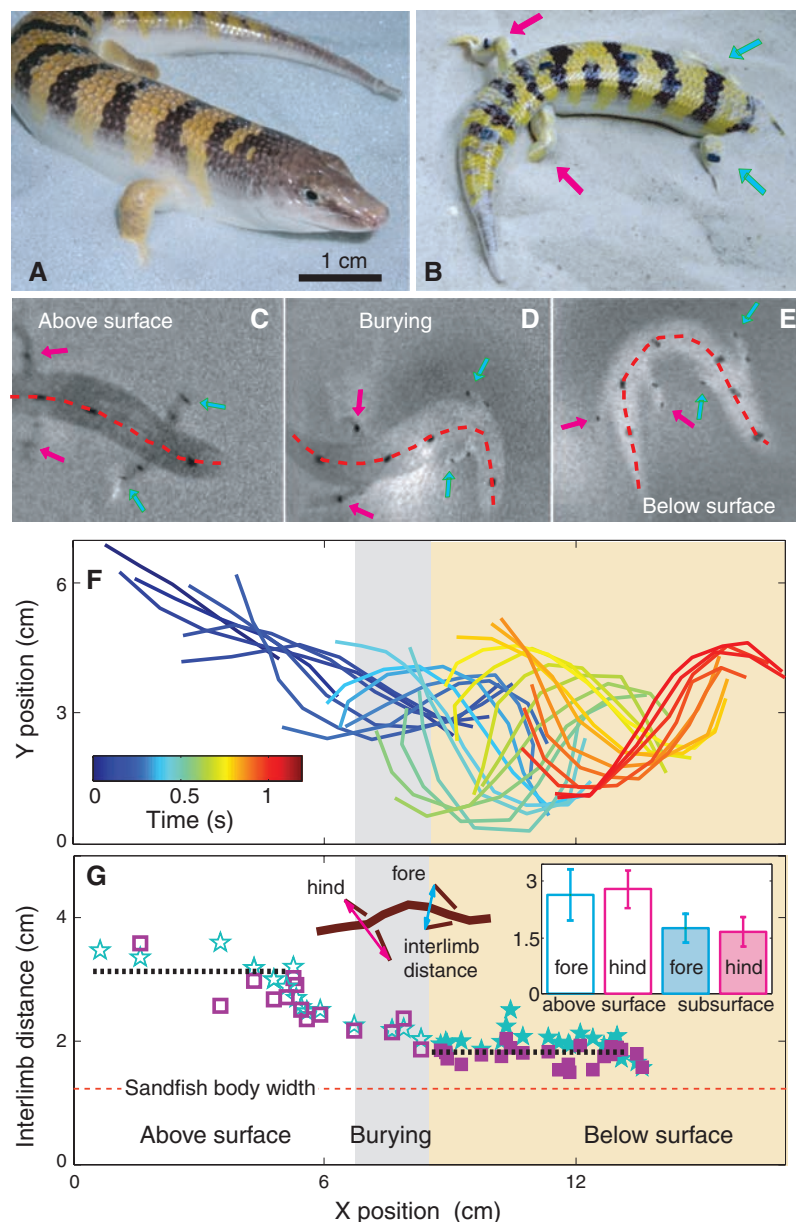 A
1 cm
B
Above surface
C
Burying
D
E
Below surface
F
Y position (cm)
6
3
0
0 0.5 1
Time (s)
G
Interlimb distance (cm)
4
2
0
hind
fore
interlimb
distance
3
1.5
0
fore hind fore hind
above surface subsurface
Sandfish body width
Above surface Burying Below surface
0 6 12
X position (cm)